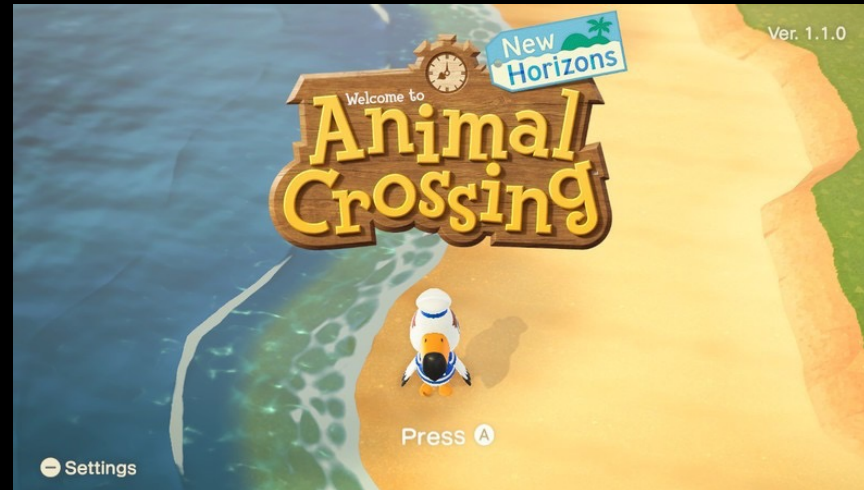 Ver. 1.1.0
New
Horizons
Welcome to
Animal
Crossing
Press A
Settings